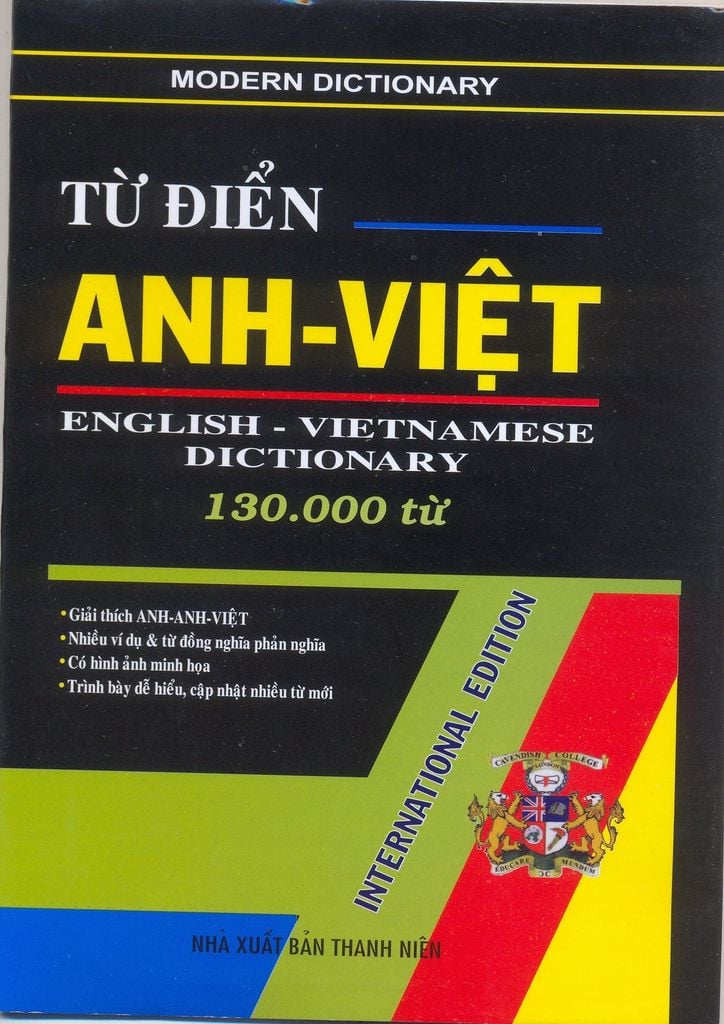 MODERN DICTIONARY
TỪ ĐIỂN
ANH-VIỆT
ENGLISH - VIETNAMESE
DICTIONARY
130.000 từ
• Giải thích ANH-ANH-VIỆT
• Nhiều ví dụ & từ đồng nghĩa phản nghĩa
• Có hình ảnh minh họa
• Trình bày dễ hiểu, cập nhật nhiều từ mới
INTERNATIONAL EDITION
CAVENDISH COLLEGE
LONDON
EDUCARE MUNDUM
NHÀ XUẤT BẢN THANH NIÊN